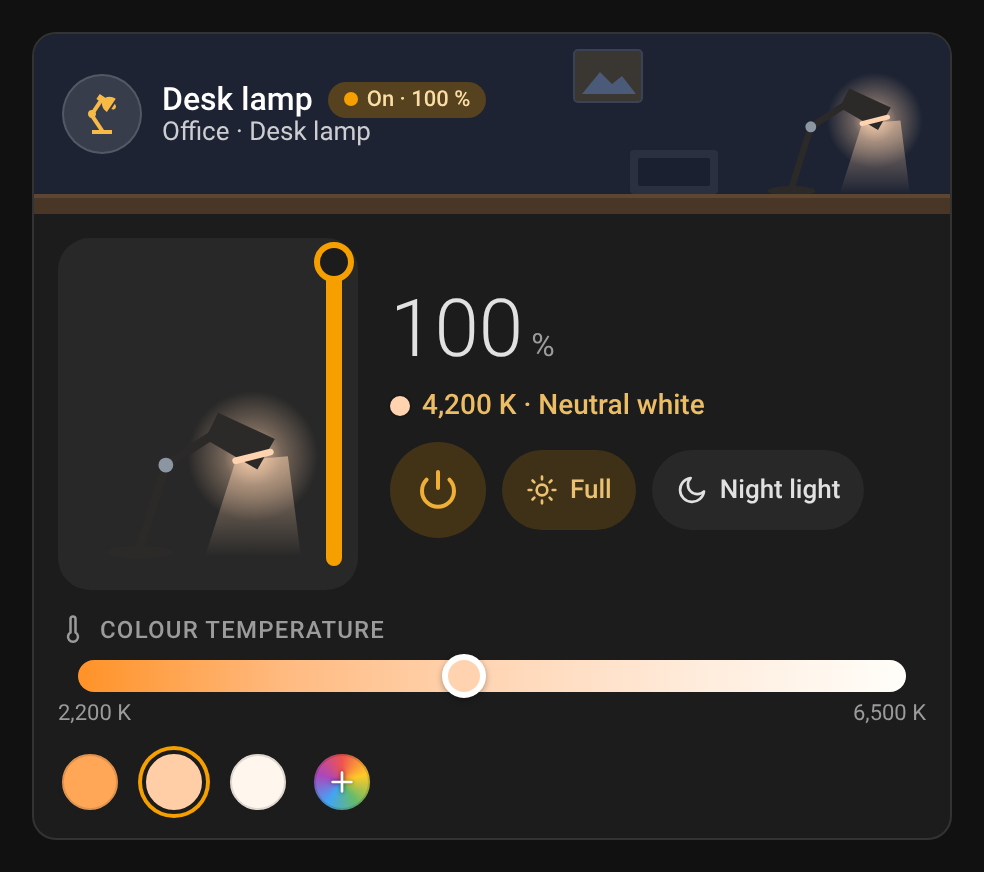 Desk lamp
On · 100 %
Office · Desk lamp
100 %
4,200 K · Neutral white
Full
Night light
COLOUR TEMPERATURE
2,200 K
6,500 K